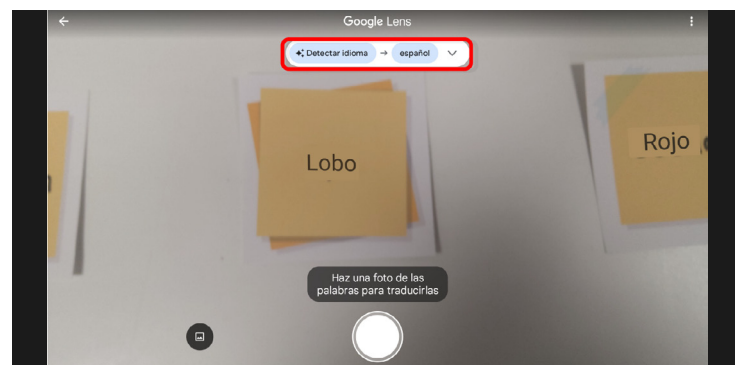 Google Lens
Detectar idioma → español
Lobo
Rojo
Haz una foto de las
palabras para traducirlas